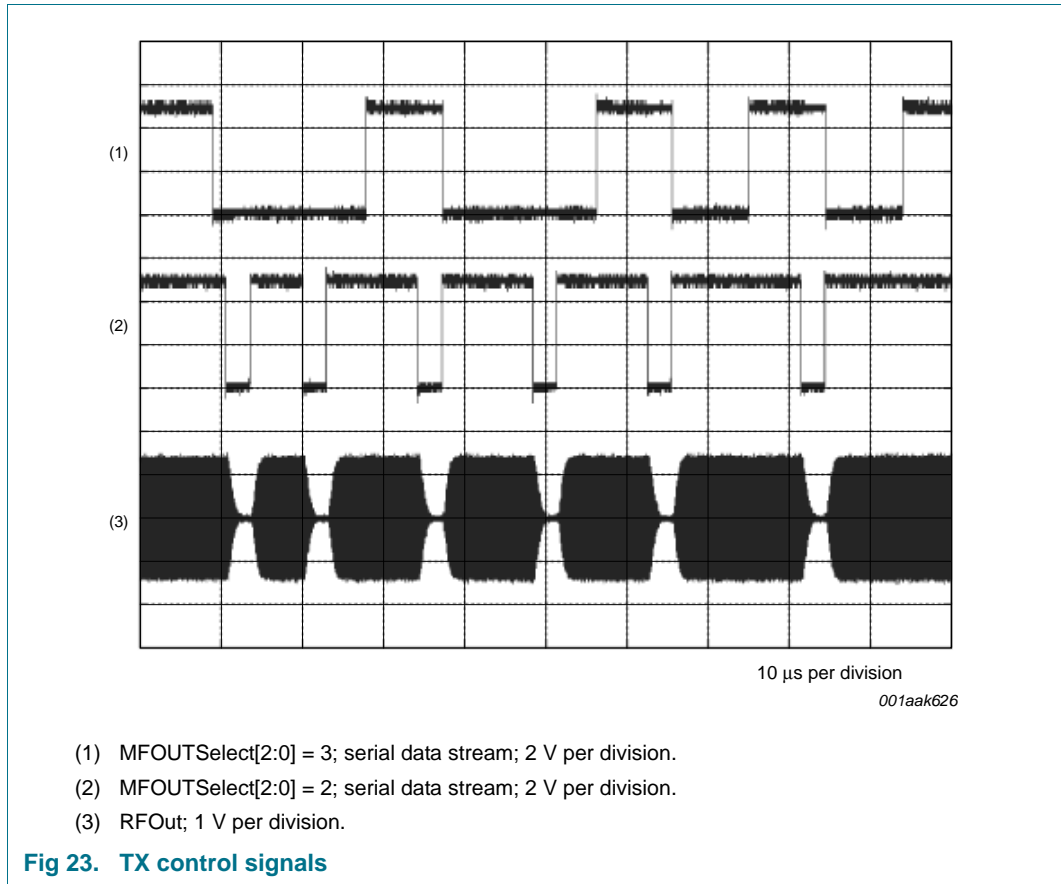 (1)
(2)
(3)
10 μs per division
001aak626
(1) MFOUTSelect[2:0] = 3; serial data stream; 2 V per division.
(2) MFOUTSelect[2:0] = 2; serial data stream; 2 V per division.
(3) RFOut; 1 V per division.
Fig 23. TX control signals